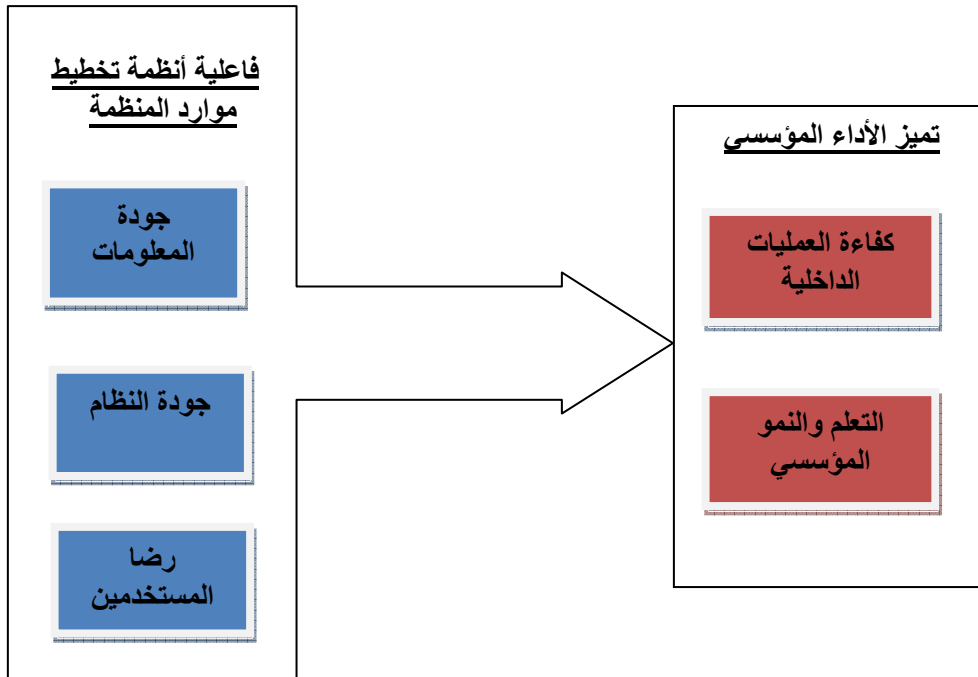 فاعلية أنظمة تخطيط
موارد المنظمة
جودة
المعلومات
جودة النظام
رضا
المستخدمين
تميز الأداء المؤسسي
كفاءة العمليات
الداخلية
التعلم والنمو
المؤسسي